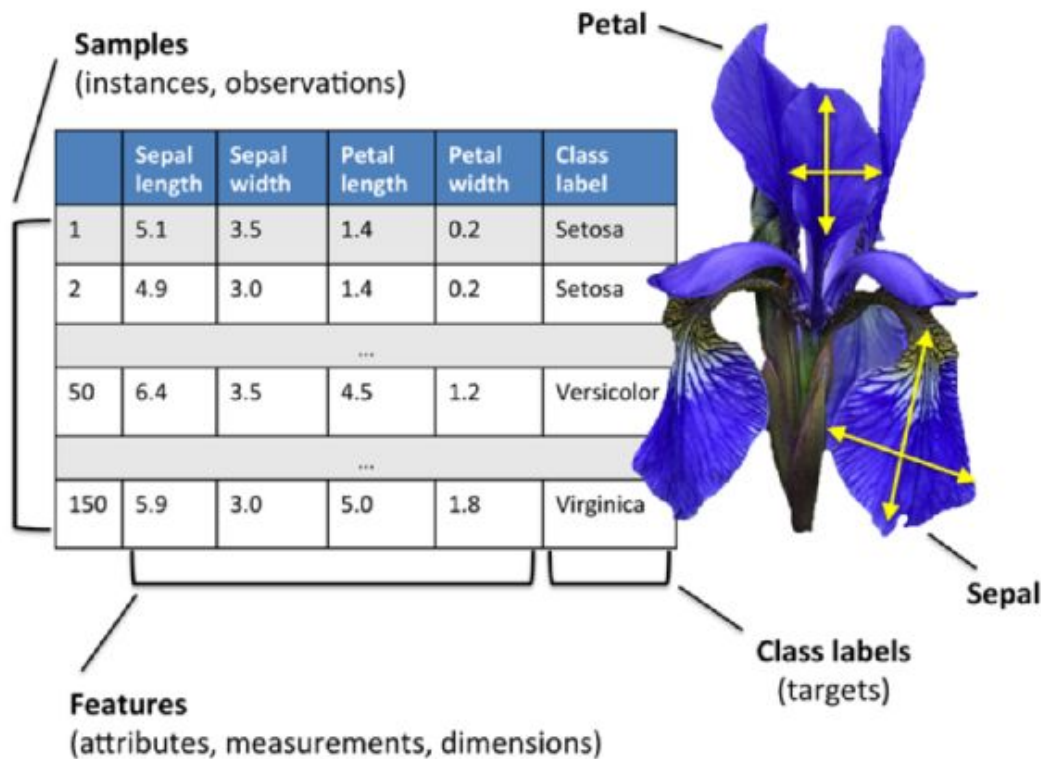 Samples
(instances, observations)
Petal
Sepal length Sepal width Petal length Petal width Class label
1 5.1 3.5 1.4 0.2 Setosa
2 4.9 3.0 1.4 0.2 Setosa
...
50 6.4 3.5 4.5 1.2 Versicolor
...
150 5.9 3.0 5.0 1.8 Virginica
Sepal
Class labels
(targets)
Features
(attributes, measurements, dimensions)